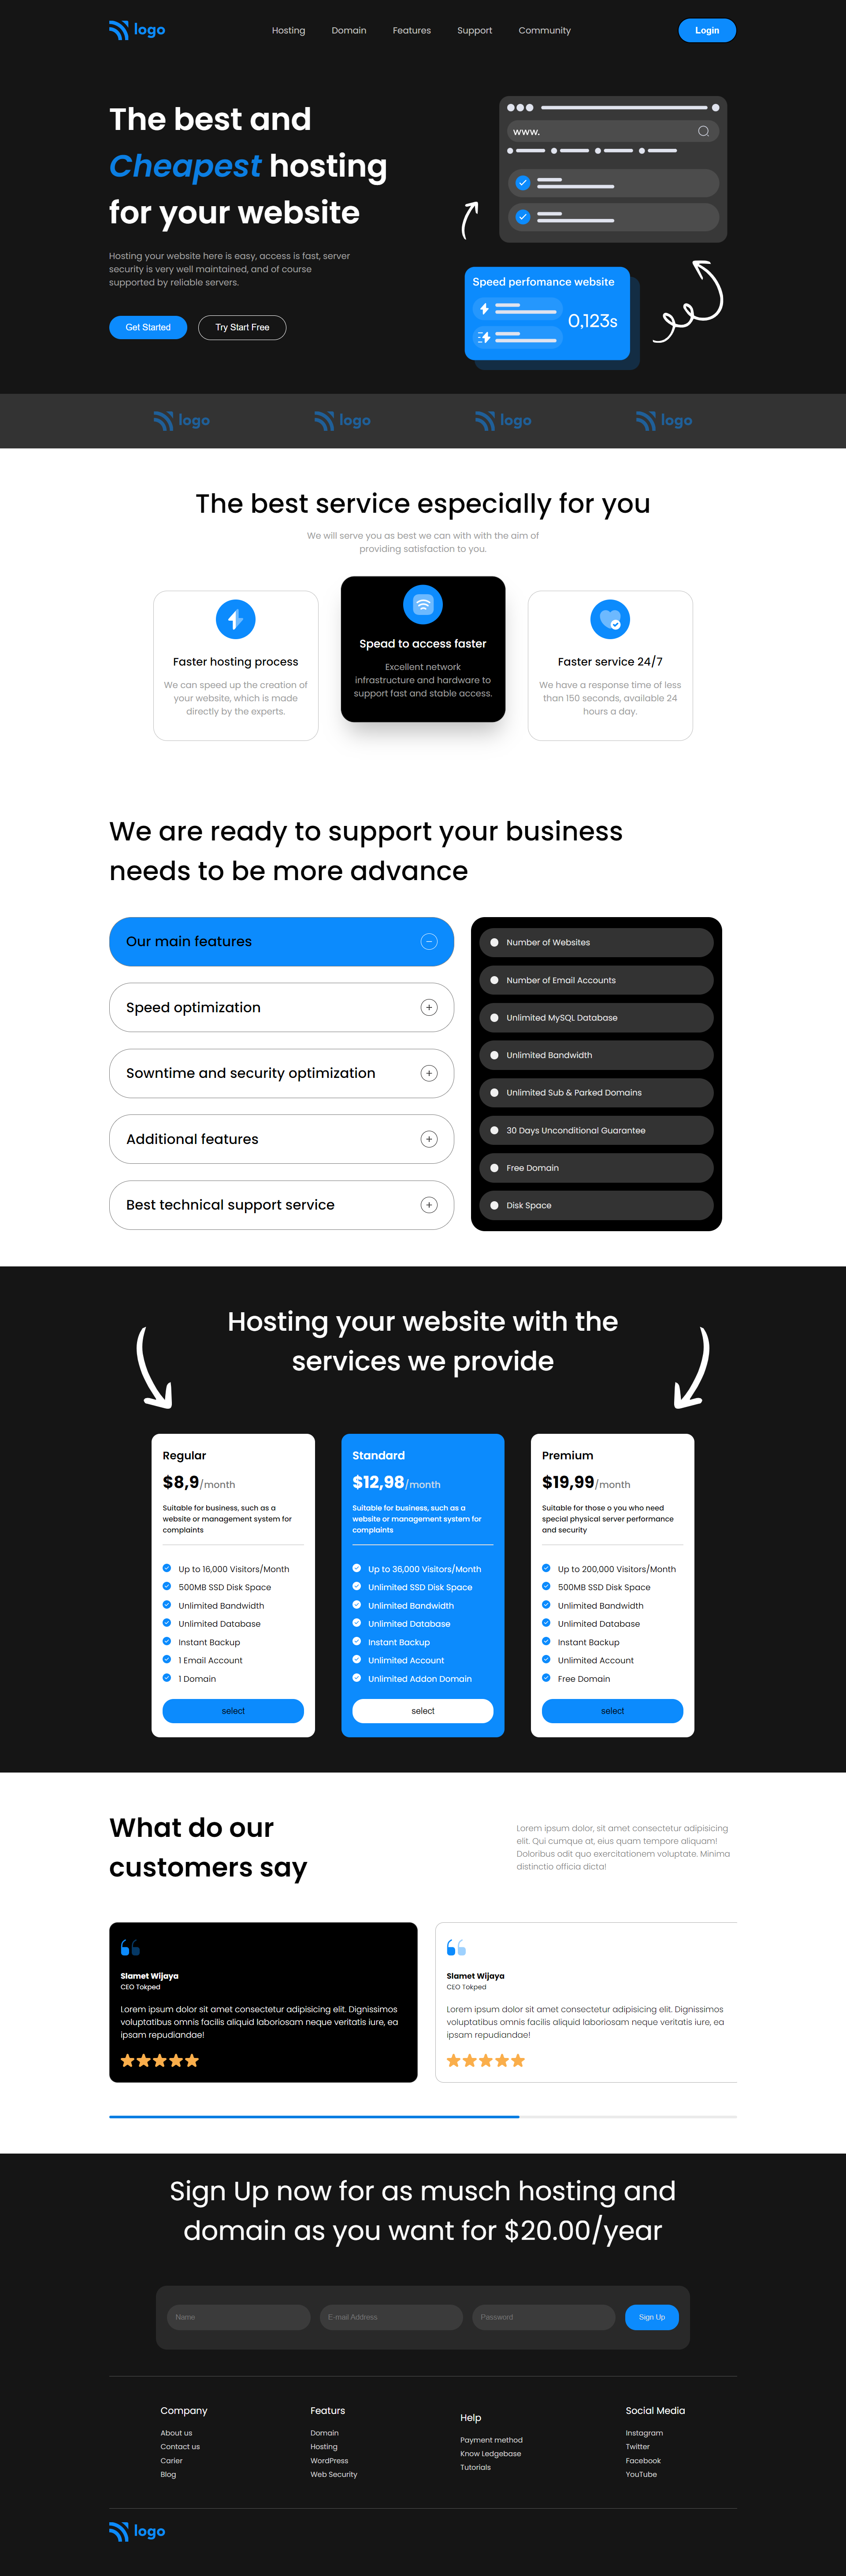 logo
Hosting
Domain
Features
Support
Community
Login
The best and
Cheapest hosting
for your website
Hosting your website here is easy, access is fast, server
security is very well maintained, and of course
supported by reliable servers.
Get Started
Try Start Free
www.
Speed perfomance website
0,123s
logo
logo
logo
logo
The best service especially for you
We will serve you as best we can with with the aim of
providing satisfaction to you.
Faster hosting process
We can speed up the creation of
your website, which is made
directly by the experts.
Spead to access faster
Excellent network
infrastructure and hardware to
support fast and stable access.
Faster service 24/7
We have a response time of less
than 150 seconds, available 24
hours a day.
We are ready to support your business
needs to be more advance
Our main features
Speed optimization
Sowntime and security optimization
Additional features
Best technical support service
Number of Websites
Number of Email Accounts
Unlimited MySQL Database
Unlimited Bandwidth
Unlimited Sub & Parked Domains
30 Days Unconditional Guarantee
Free Domain
Disk Space
Hosting your website with the
services we provide
Regular
$8,9/month
Suitable for business, such as a
website or management system for
complaints
Up to 16,000 Visitors/Month
500MB SSD Disk Space
Unlimited Bandwidth
Unlimited Database
Instant Backup
1 Email Account
1 Domain
select
Standard
$12,98/month
Suitable for business, such as a
website or management system for
complaints
Up to 36,000 Visitors/Month
Unlimited SSD Disk Space
Unlimited Bandwidth
Unlimited Database
Instant Backup
Unlimited Account
Unlimited Addon Domain
select
Premium
$19,99/month
Suitable for those o you who need
special physical server performance
and security
Up to 200,000 Visitors/Month
500MB SSD Disk Space
Unlimited Bandwidth
Unlimited Database
Instant Backup
Unlimited Account
Free Domain
select
What do our
customers say
Lorem ipsum dolor, sit amet consectetur adipisicing
elit. Qui cumque at, eius quam tempore aliquam!
Doloribus odit quo exercitationem voluptate. Minima
distinctio officia dicta!
Slamet Wijaya
CEO Tokped
Lorem ipsum dolor sit amet consectetur adipisicing elit. Dignissimos
voluptatibus omnis facilis aliquid laboriosam neque veritatis iure, ea
ipsam repudiandae!
Slamet Wijaya
CEO Tokped
Lorem ipsum dolor sit amet consectetur adipisicing elit. Dignissimos
voluptatibus omnis facilis aliquid laboriosam neque veritatis iure, ea
ipsam repudiandae!
Sign Up now for as musch hosting and
domain as you want for $20.00/year
Name
E-mail Address
Password
Sign Up
Company
About us
Contact us
Carier
Blog
Featurs
Domain
Hosting
WordPress
Web Security
Help
Payment method
Know Ledgebase
Tutorials
Social Media
Instagram
Twitter
Facebook
YouTube
logo